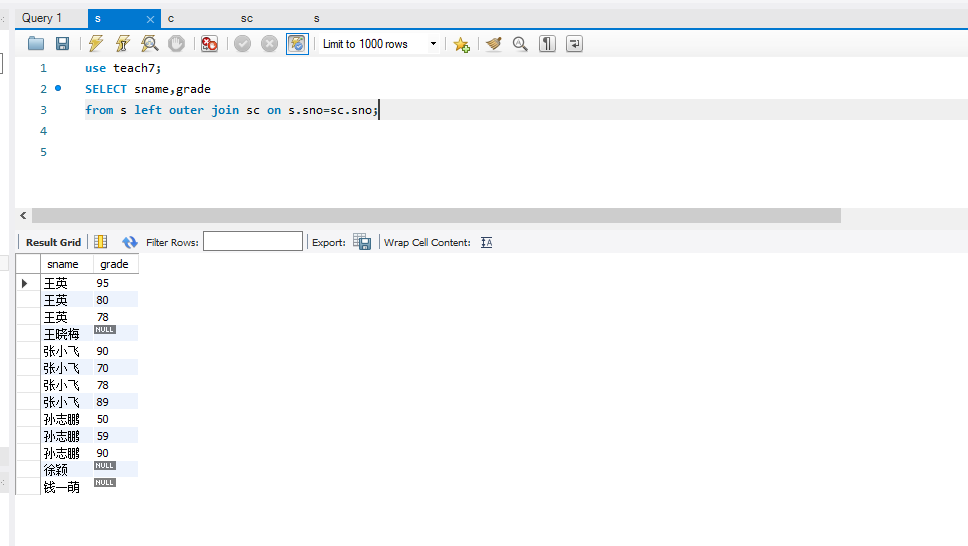 Query 1 s c sc s
Limit to 1000 rows
1 use teach7;
2 SELECT sname,grade
3 from s left outer join sc on s.sno=sc.sno;
4
5
Result Grid Filter Rows: Export: Wrap Cell Content:
sname grade
王英 95
王英 80
王英 78
王晓梅 NULL
张小飞 90
张小飞 70
张小飞 78
张小飞 89
孙志鹏 50
孙志鹏 59
孙志鹏 90
徐颖 NULL
钱一萌 NULL